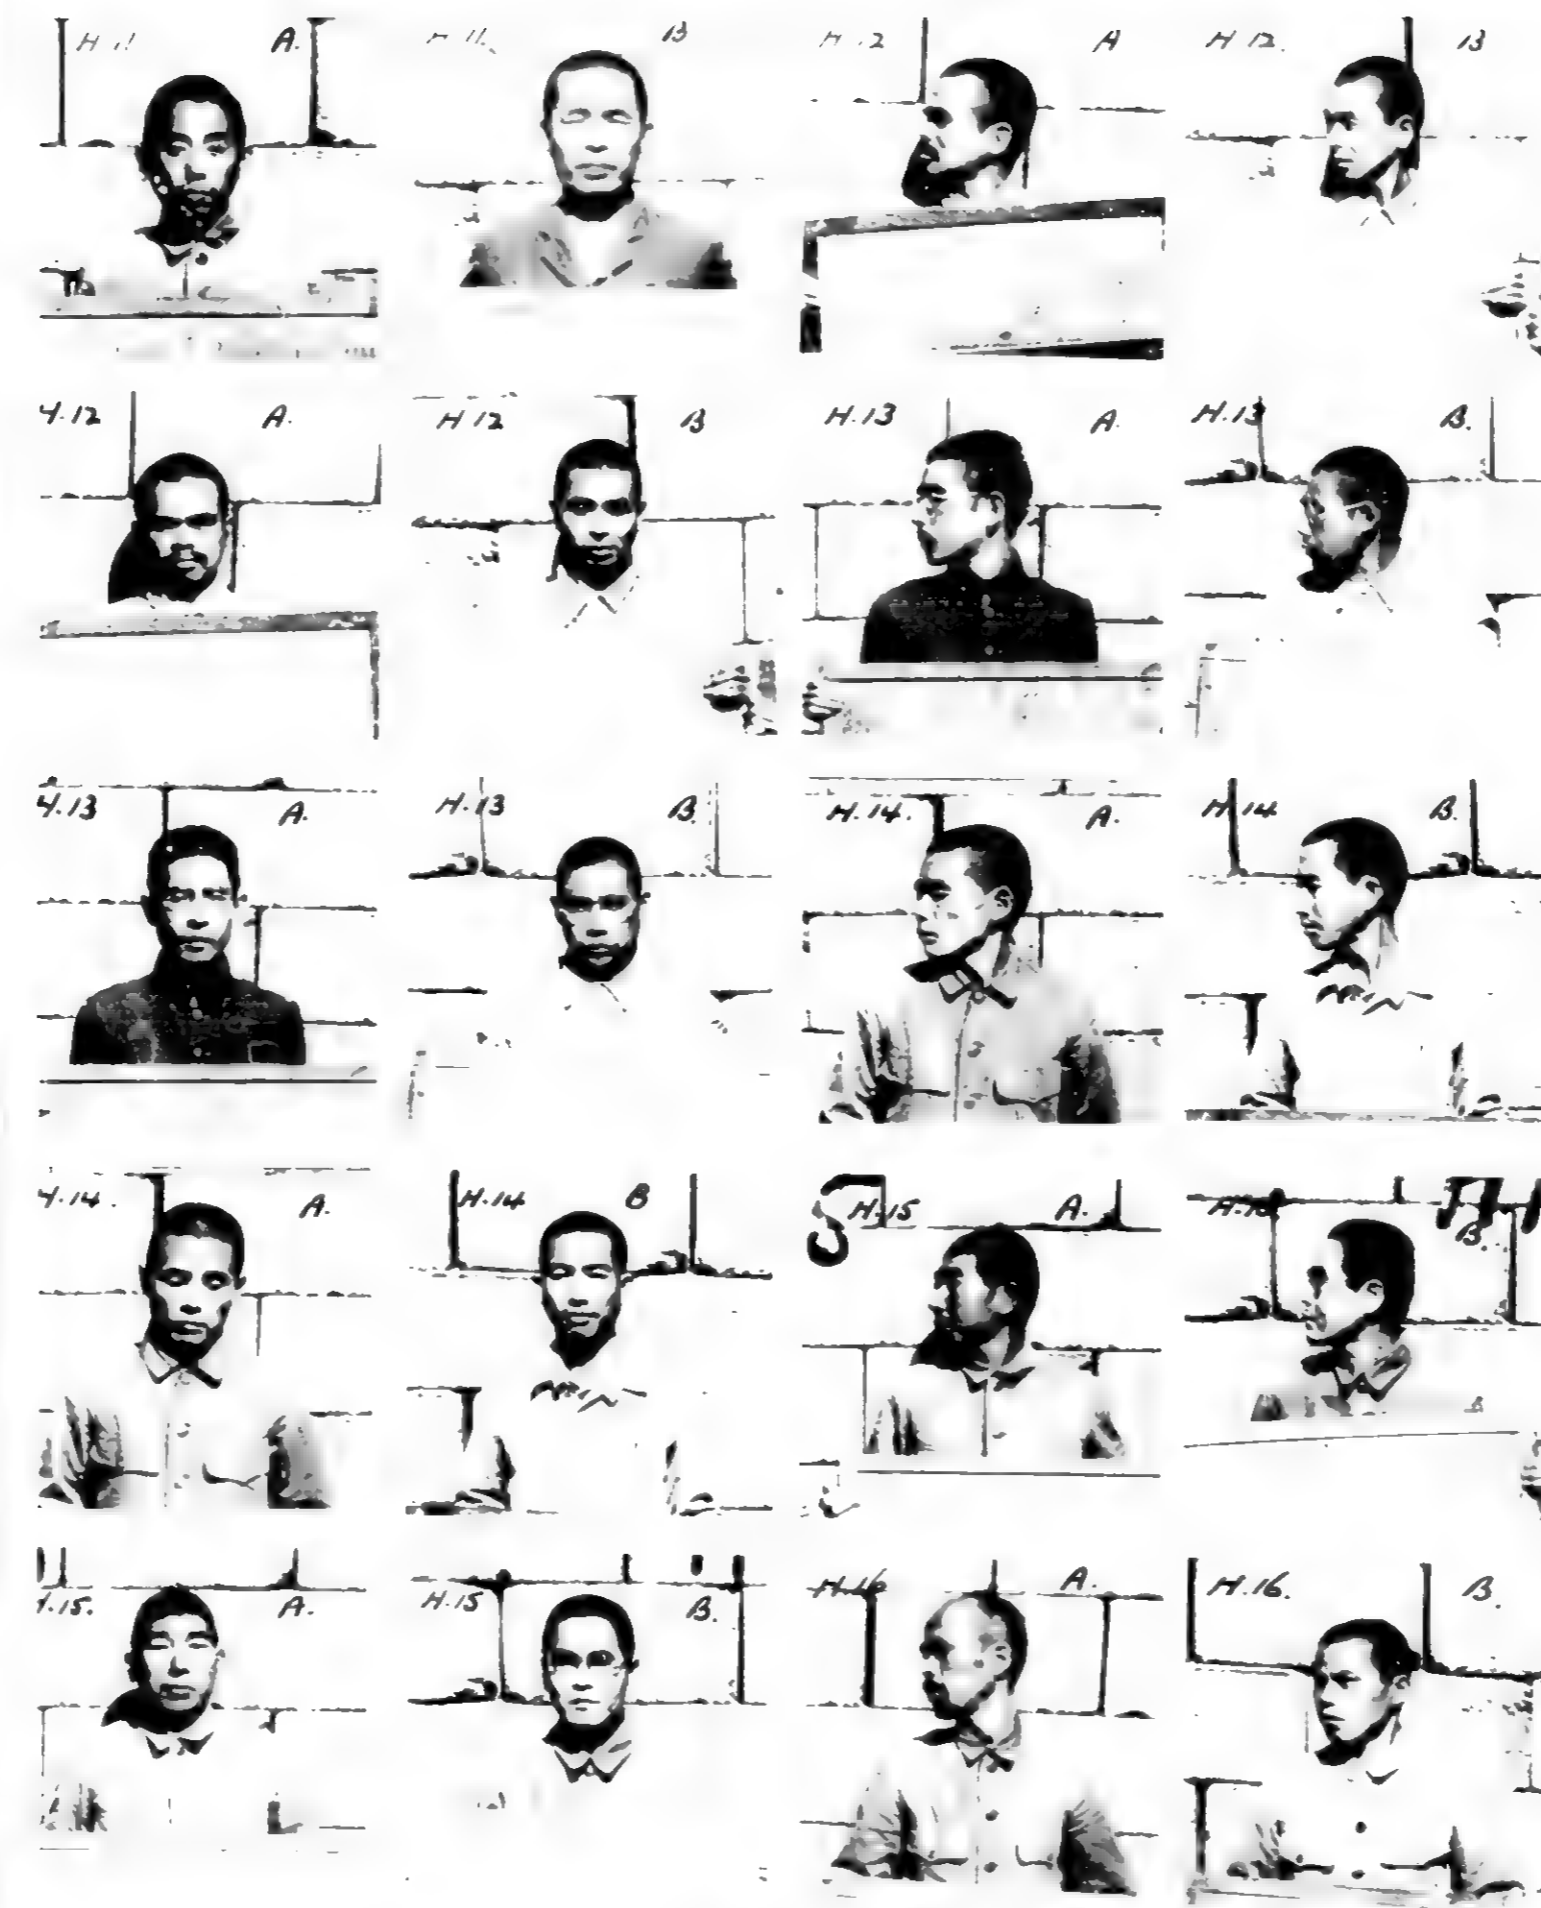 H 11 A.
H 11. B
H 12 A
H 12. B
H.12 A.
H 12 B
H.13 A.
H.13 B.
H.13 A.
H.13 B.
H.14. A.
H.14 B.
H.14. A.
H.14 B
H.15 A.
B.
H.15. A.
H.15 B.
H.16 A.
H.16. B.